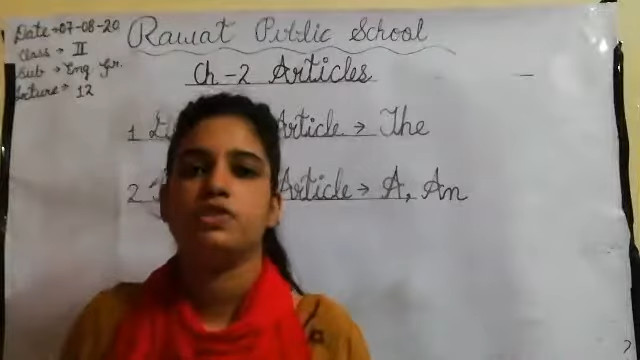 Date → 07-08-20
Class → II
Sub → Eng. Gr.
Lecture → 12
Rawat Public School
Ch-2 Articles
1 Article → The
2 Article → A, An